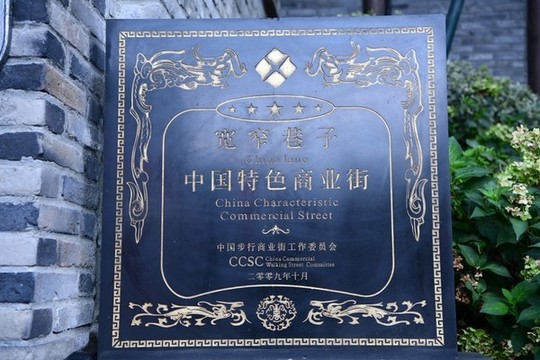 宽窄巷子
中国特色商业街
China Characteristic
Commercial Street
中国步行商业街工作委员会
CCSC China Commercial
Walking Street Committee
二〇〇九年十月